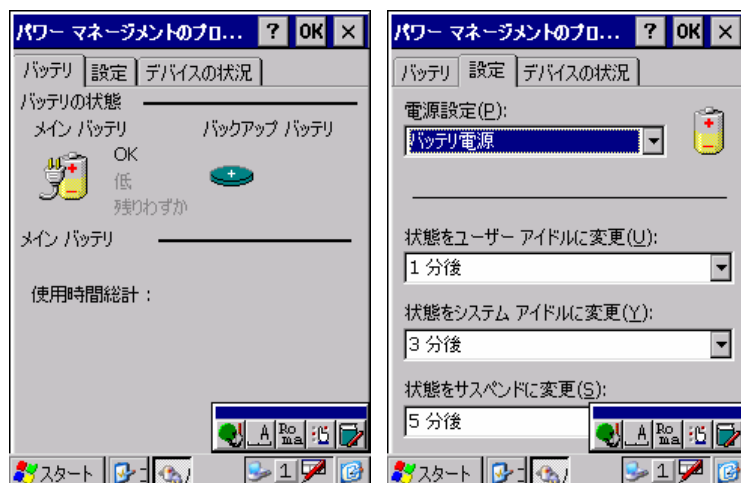 パワー マネージメントのプロ... ? OK ×
バッテリ 設定 デバイスの状況
バッテリの状態
メイン バッテリ バックアップ バッテリ
OK
低
残りわずか
メイン バッテリ
使用時間総計：
A Ro ma
スタート 1
パワー マネージメントのプロ... ? OK ×
バッテリ 設定 デバイスの状況
電源設定(P):
バッテリ電源
状態をユーザー アイドルに変更(U):
1 分後
状態をシステム アイドルに変更(Y):
3 分後
状態をサスペンドに変更(S):
5 分後
A Ro ma
スタート 1